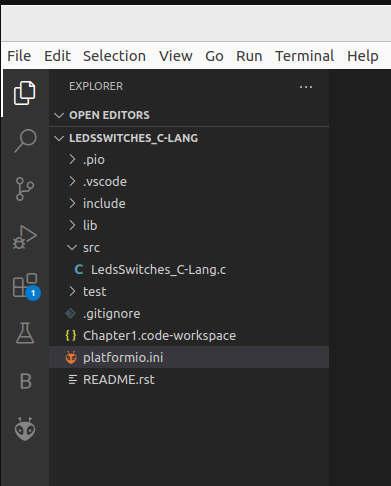 File Edit Selection View Go Run Terminal Help
EXPLORER ...
OPEN EDITORS
LEDSSWITCHES_C-LANG
.pio
.vscode
include
lib
src
C LedsSwitches_C-Lang.c
test
.gitignore
{} Chapter1.code-workspace
platformio.ini
README.rst
1
B